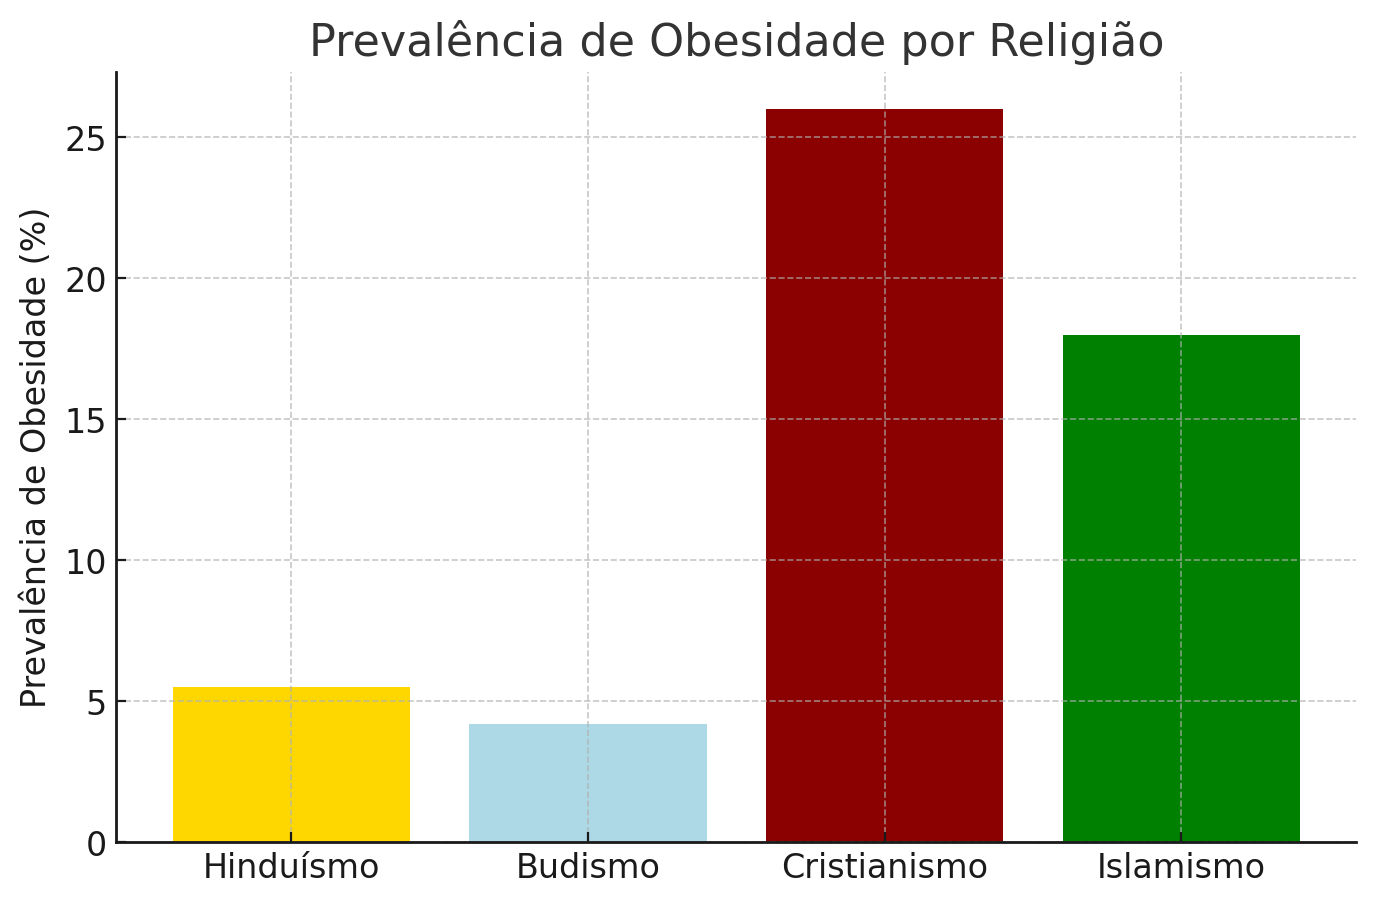 Prevalência de Obesidade por Religião
Prevalência de Obesidade (%)
25
20
15
10
5
0
Hinduísmo
Budismo
Cristianismo
Islamismo